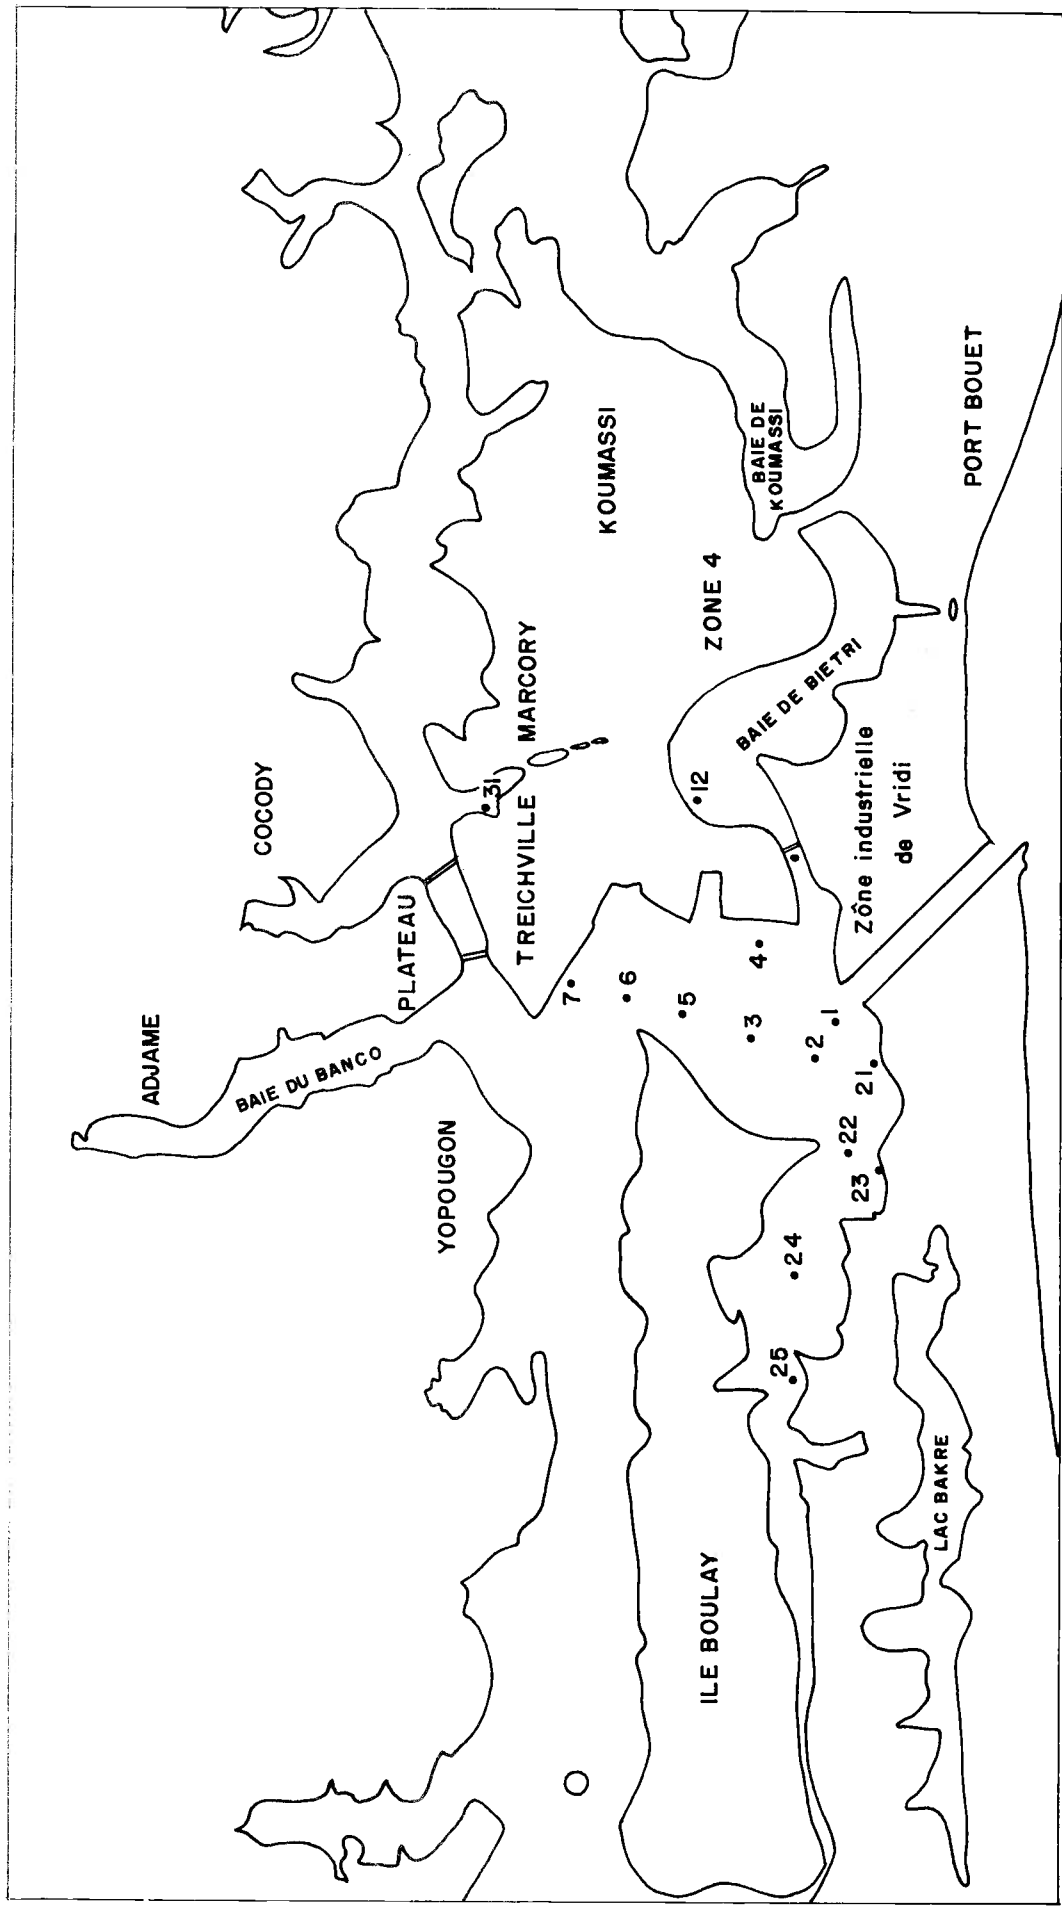 ADJAME
COCODY
BAIE DU BANCO
PLATEAU
YOPOUGON
31
TREICHVILLE
MARCORY
KOUMASSI
7
6
5
12
ZONE 4
ILE BOULAY
3
4
BAIE DE
KOUMASSI
BAIE DE BIETRI
25
24
2
1
22
21
23
Zône industrielle
de Vridi
LAC BAKRE
PORT BOUET